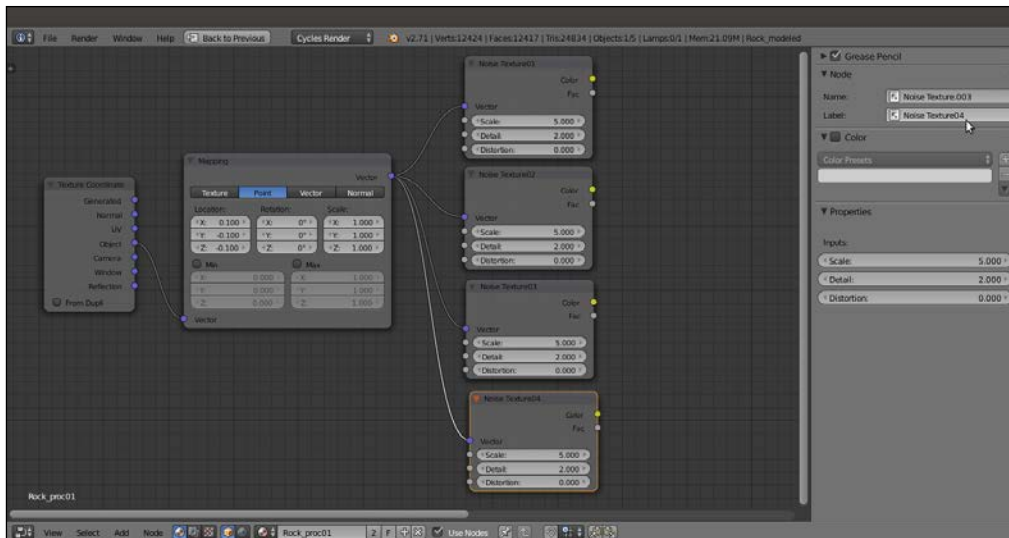 File Render Window Help Back to Previous Cycles Render v2.71 | Verts:12424 | Faces:12417 | Tris:24834 | Objects:1/5 | Lamps:0/1 | Mem:21.09M | Rock_modeled
Texture Coordinate
Generated
Normal
UV
Object
Camera
Window
Reflection
From Dupli
Mapping
Vector
Texture Point Vector Normal
Location: Rotation: Scale:
X: 0.100 X: 0° X: 1.000
Y: -0.100 Y: 0° Y: 1.000
Z: -0.100 Z: 0° Z: 1.000
Min Max
X: 0.000 X: 1.000
Y: 0.000 Y: 1.000
Z: 0.000 Z: 1.000
Vector
Noise Texture01
Color
Fac
Vector
Scale: 5.000
Detail: 2.000
Distortion: 0.000
Noise Texture02
Color
Fac
Vector
Scale: 5.000
Detail: 2.000
Distortion: 0.000
Noise Texture03
Color
Fac
Vector
Scale: 5.000
Detail: 2.000
Distortion: 0.000
Noise Texture04
Color
Fac
Vector
Scale: 5.000
Detail: 2.000
Distortion: 0.000
Grease Pencil
Node
Name: Noise Texture.003
Label: Noise Texture04
Color
Color Presets
Properties
Inputs:
Scale: 5.000
Detail: 2.000
Distortion: 0.000
Rock_proc01
View Select Add Node Rock_proc01 2 F Use Nodes